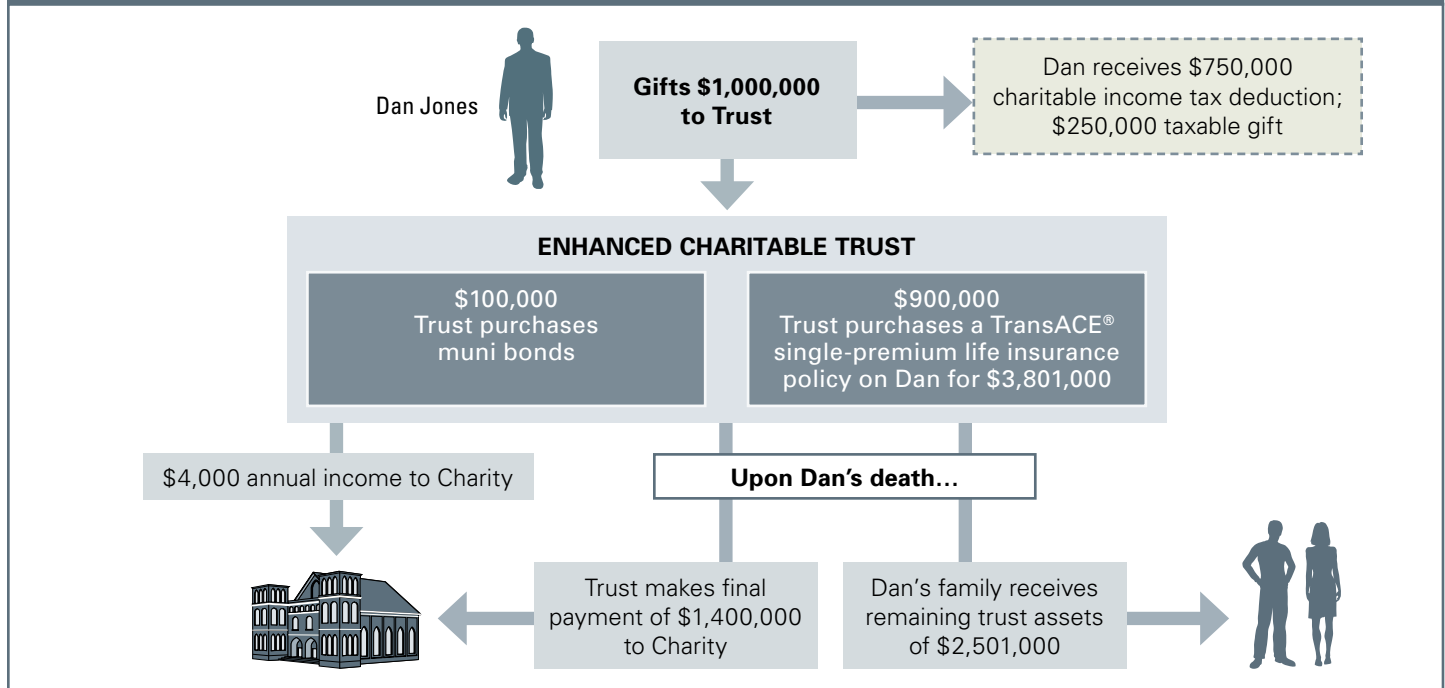 Dan Jones
Gifts $1,000,000
to Trust
Dan receives $750,000
charitable income tax deduction;
$250,000 taxable gift
ENHANCED CHARITABLE TRUST
$100,000
Trust purchases
muni bonds
$900,000
Trust purchases a TransACE®
single-premium life insurance
policy on Dan for $3,801,000
$4,000 annual income to Charity
Upon Dan’s death…
Trust makes final
payment of $1,400,000
to Charity
Dan’s family receives
remaining trust assets
of $2,501,000